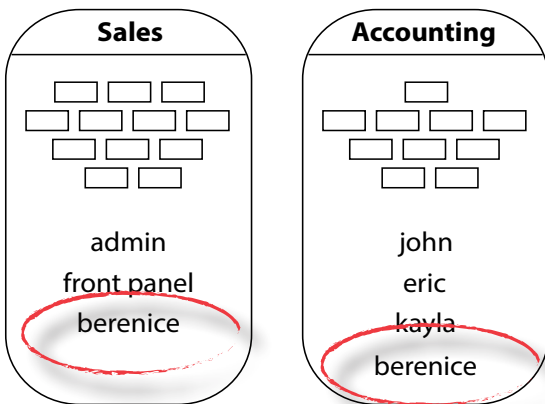 Sales
admin
front panel
berenice
Accounting
john
eric
kayla
berenice